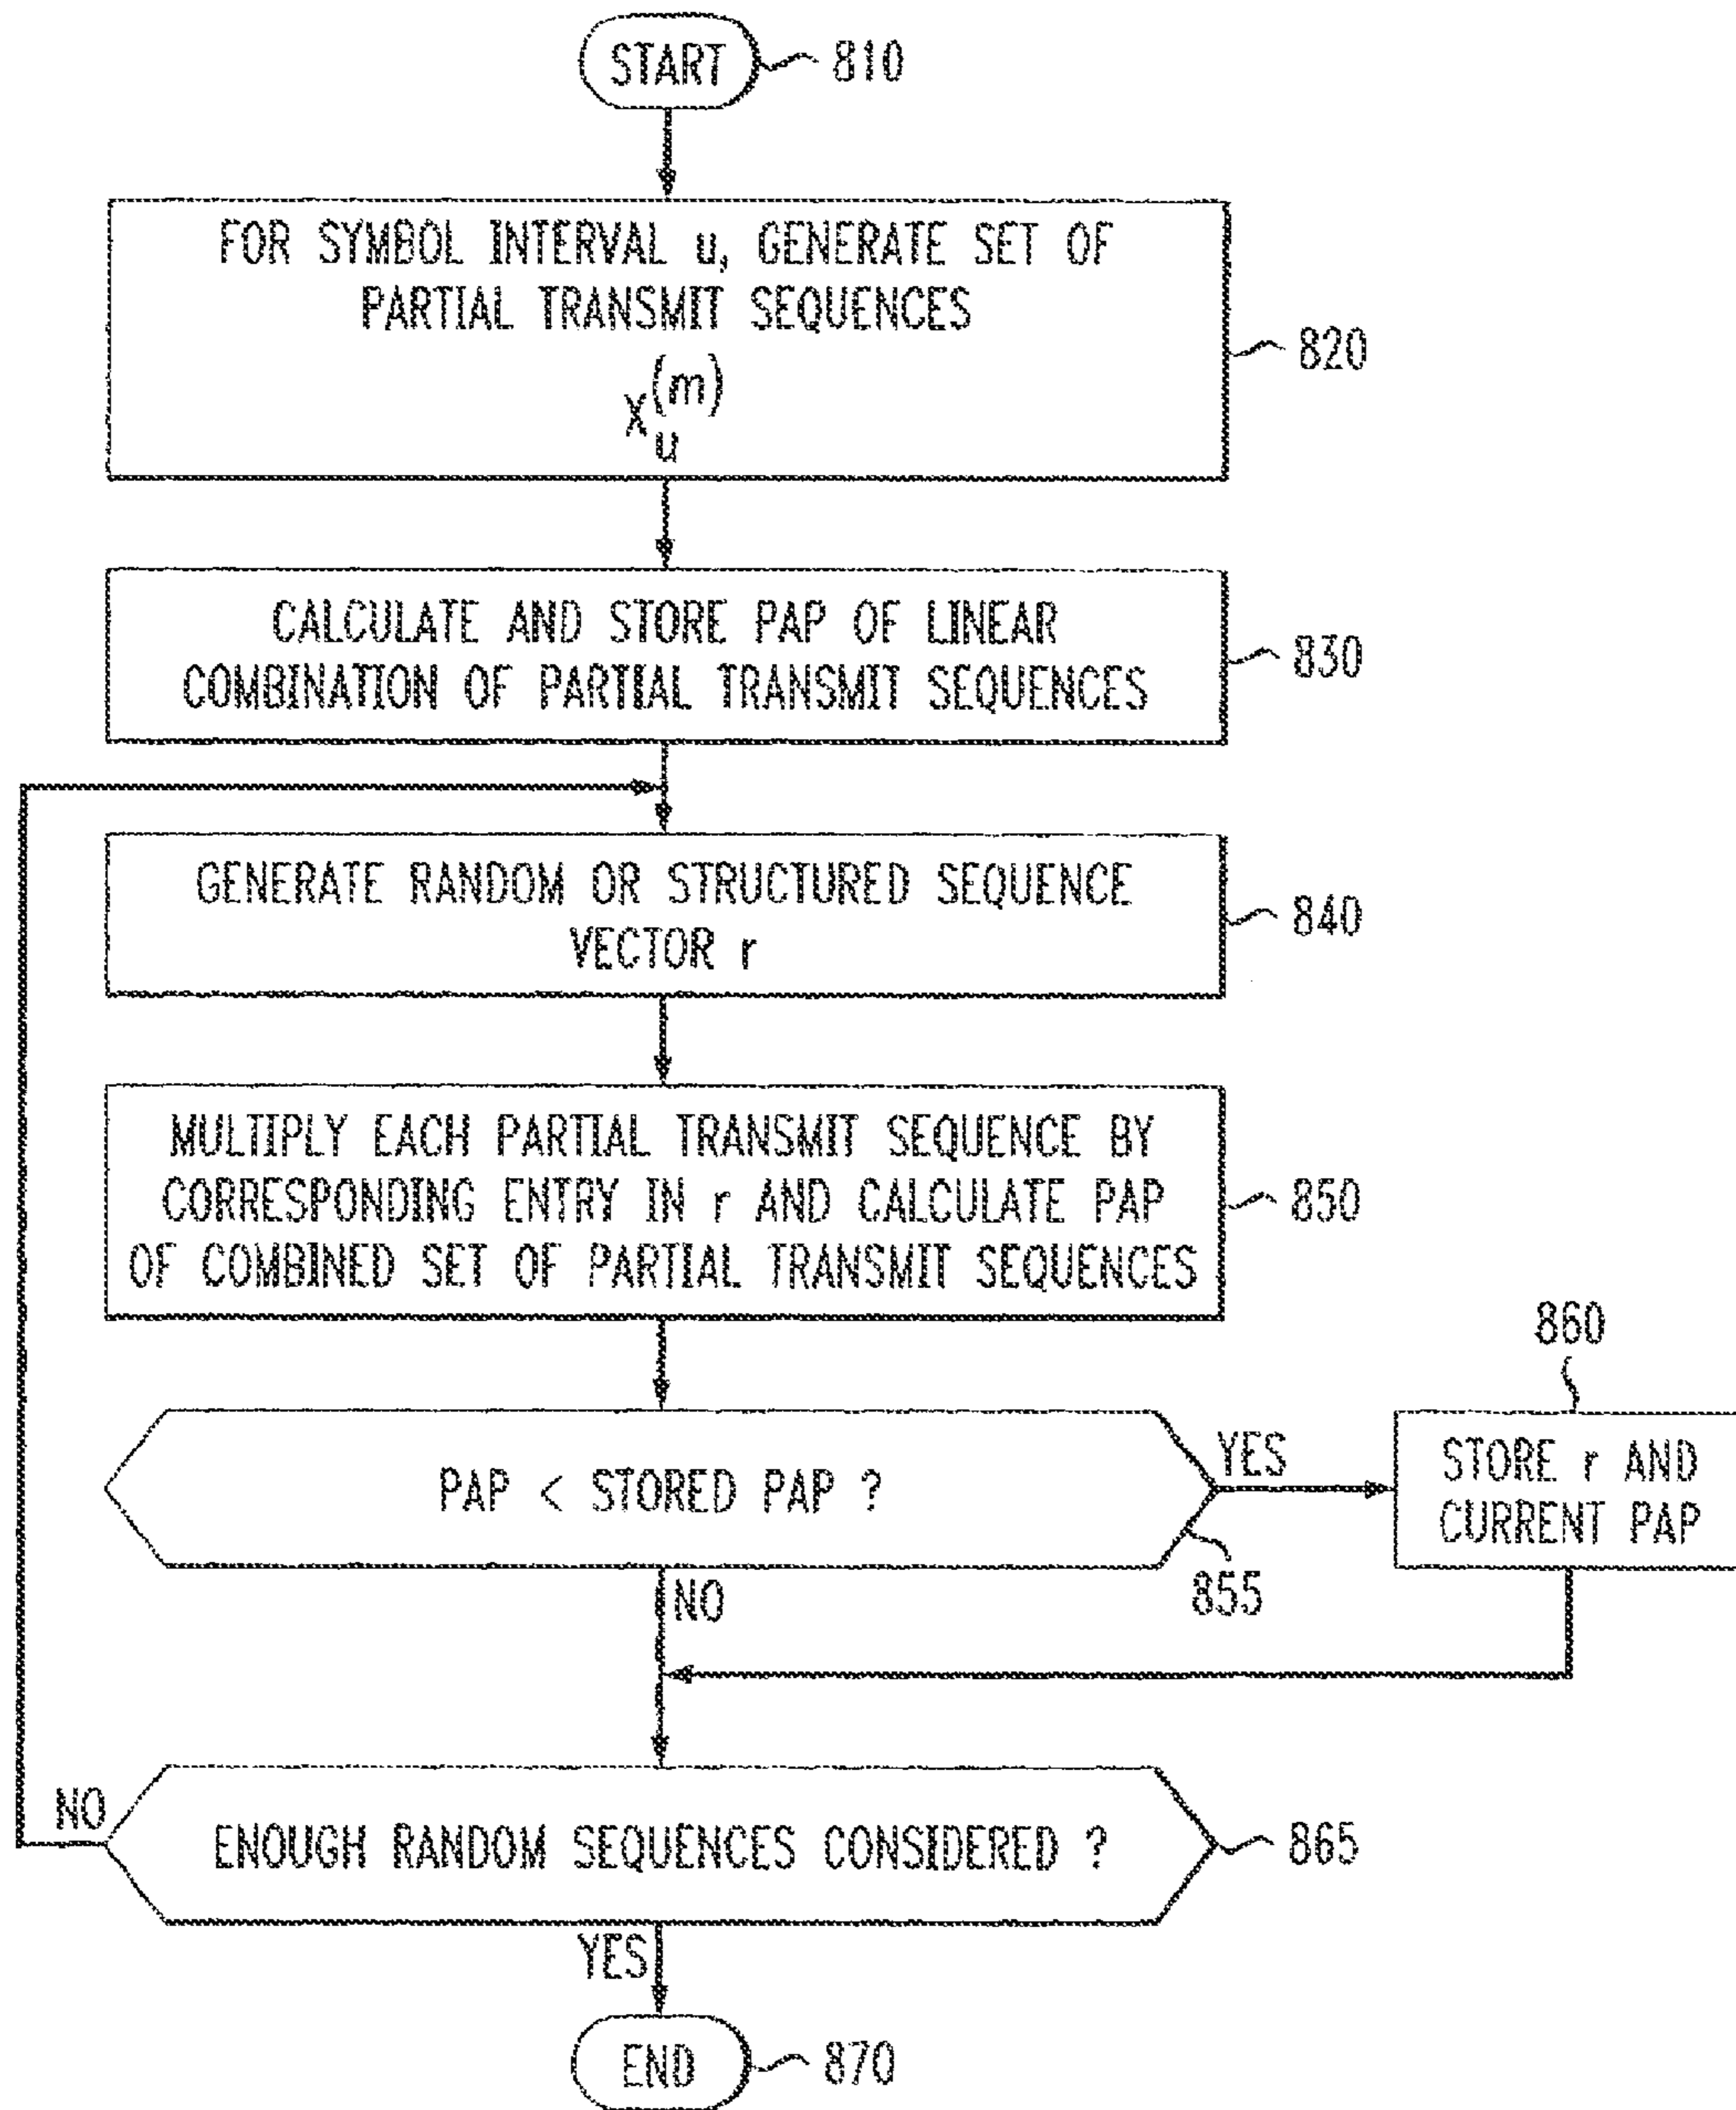 START
810
FOR SYMBOL INTERVAL u, GENERATE SET OF
PARTIAL TRANSMIT SEQUENCES
X_u^(m)
820
CALCULATE AND STORE PAP OF LINEAR
COMBINATION OF PARTIAL TRANSMIT SEQUENCES
830
GENERATE RANDOM OR STRUCTURED SEQUENCE
VECTOR r
840
MULTIPLY EACH PARTIAL TRANSMIT SEQUENCE BY
CORRESPONDING ENTRY IN r AND CALCULATE PAP
OF COMBINED SET OF PARTIAL TRANSMIT SEQUENCES
850
PAP < STORED PAP ?
855
YES
860
STORE r AND
CURRENT PAP
NO
NO
ENOUGH RANDOM SEQUENCES CONSIDERED ?
865
YES
END
870